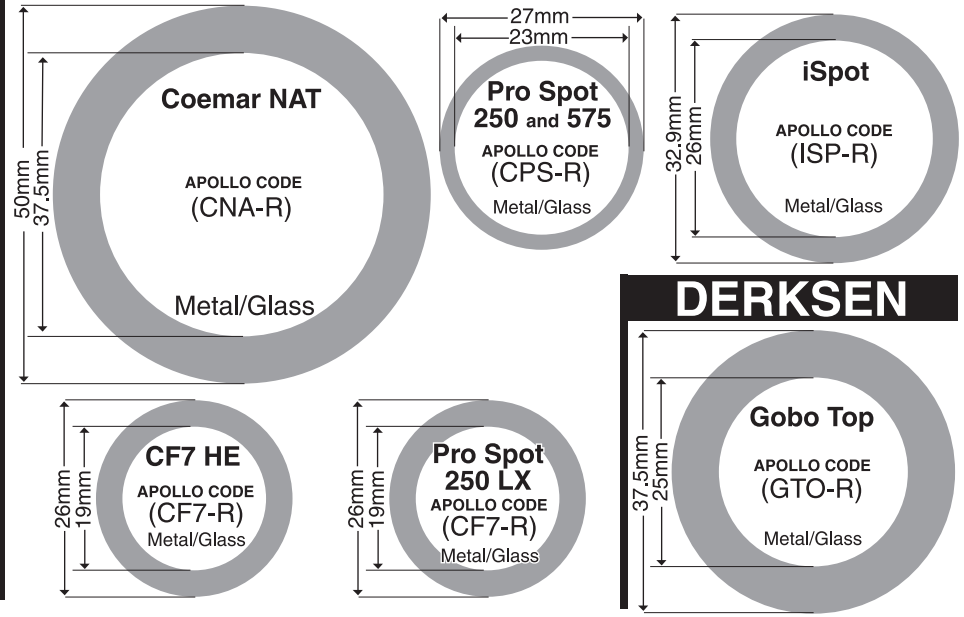 50mm
37.5mm
Coemar NAT
APOLLO CODE
(CNA-R)
Metal/Glass
27mm
23mm
Pro Spot
250 and 575
APOLLO CODE
(CPS-R)
Metal/Glass
32.9mm
26mm
iSpot
APOLLO CODE
(ISP-R)
Metal/Glass
26mm
19mm
CF7 HE
APOLLO CODE
(CF7-R)
Metal/Glass
26mm
19mm
Pro Spot
250 LX
APOLLO CODE
(CF7-R)
Metal/Glass
DERKSEN
37.5mm
25mm
Gobo Top
APOLLO CODE
(GTO-R)
Metal/Glass